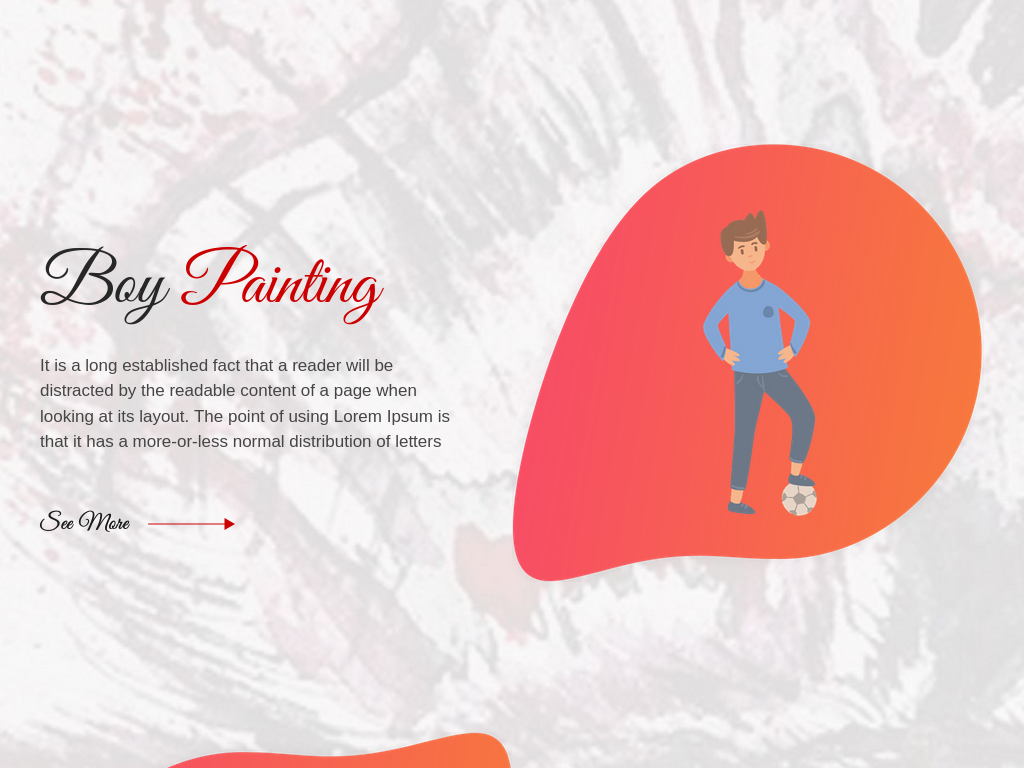 Boy Painting
It is a long established fact that a reader will be
distracted by the readable content of a page when
looking at its layout. The point of using Lorem Ipsum is
that it has a more-or-less normal distribution of letters
See More